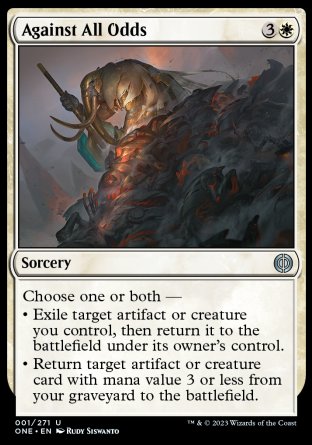 Against All Odds 3
Sorcery
Choose one or both —
• Exile target artifact or creature
you control, then return it to the
battlefield under its owner's control.
• Return target artifact or creature
card with mana value 3 or less from
your graveyard to the battlefield.
001/271 U
ONE • EN Rudy Siswanto
™ & © 2023 Wizards of the Coast